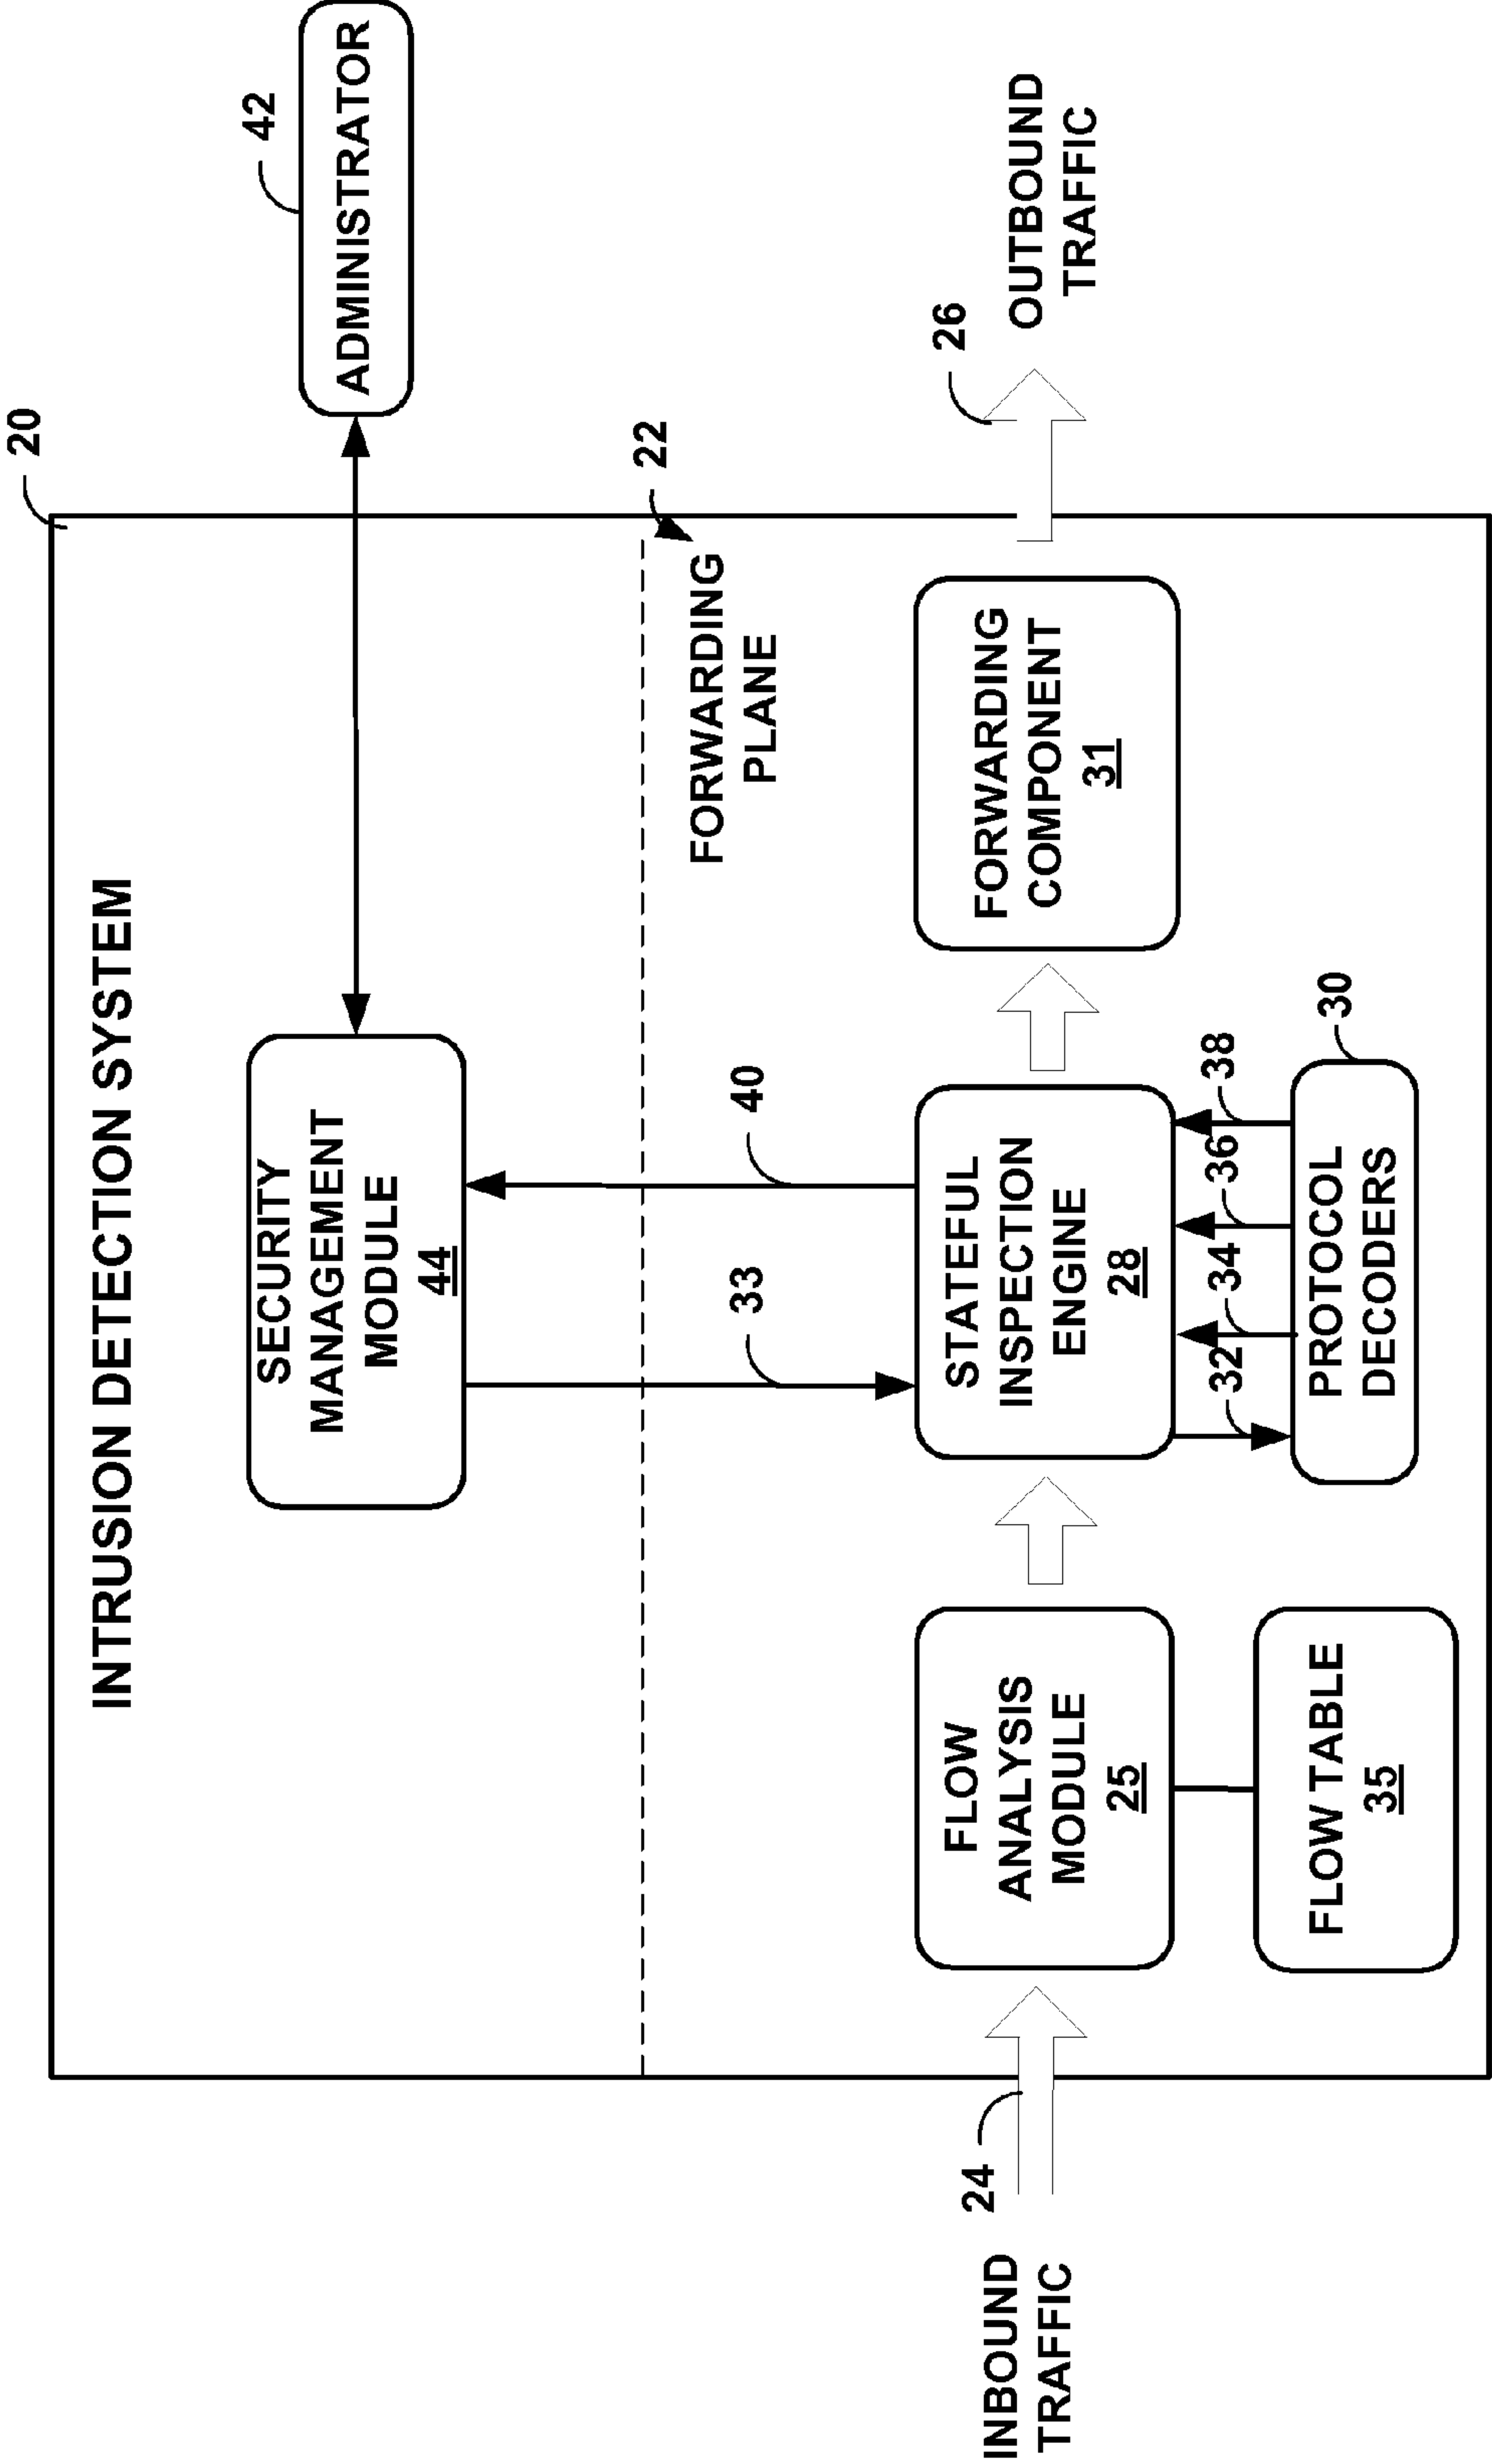 20
INTRUSION DETECTION SYSTEM
42
ADMINISTRATOR
SECURITY
MANAGEMENT
MODULE
44
22
FORWARDING
PLANE
33
40
INBOUND
TRAFFIC
24
FLOW
ANALYSIS
MODULE
25
STATEFUL
INSPECTION
ENGINE
28
FORWARDING
COMPONENT
31
26
OUTBOUND
TRAFFIC
32
34
36
38
30
FLOW TABLE
35
PROTOCOL
DECODERS